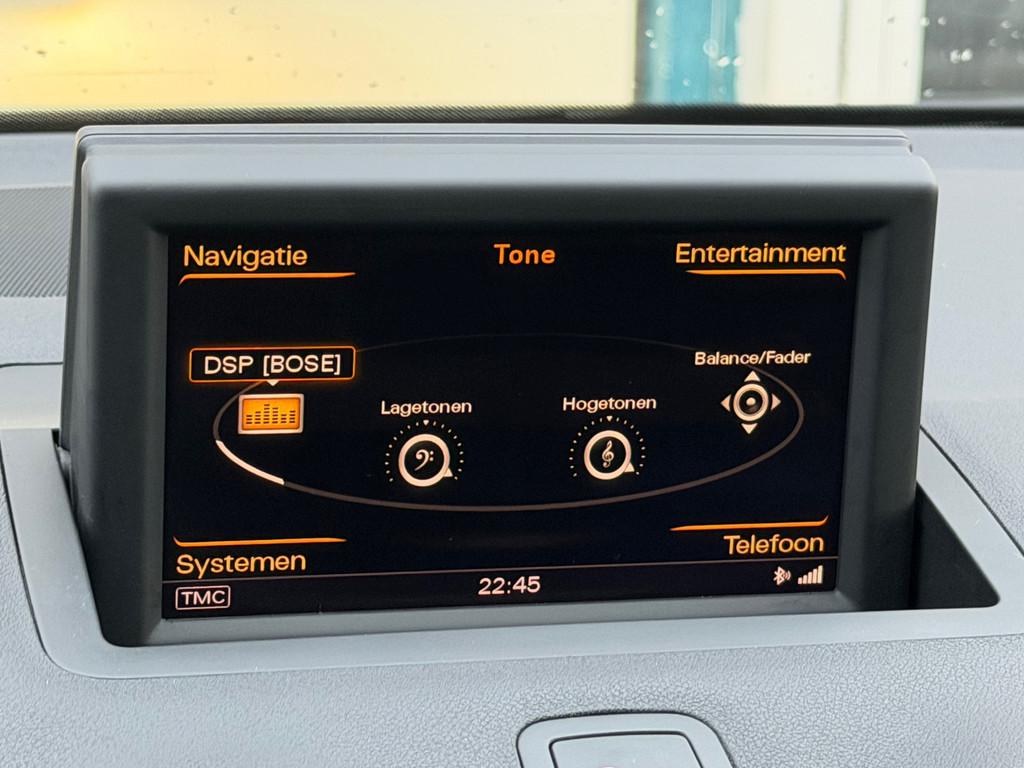 Navigatie
Tone
Entertainment
DSP [BOSE]
Lagetonen
Hogetonen
Balance/Fader
Systemen
Telefoon
TMC
22:45